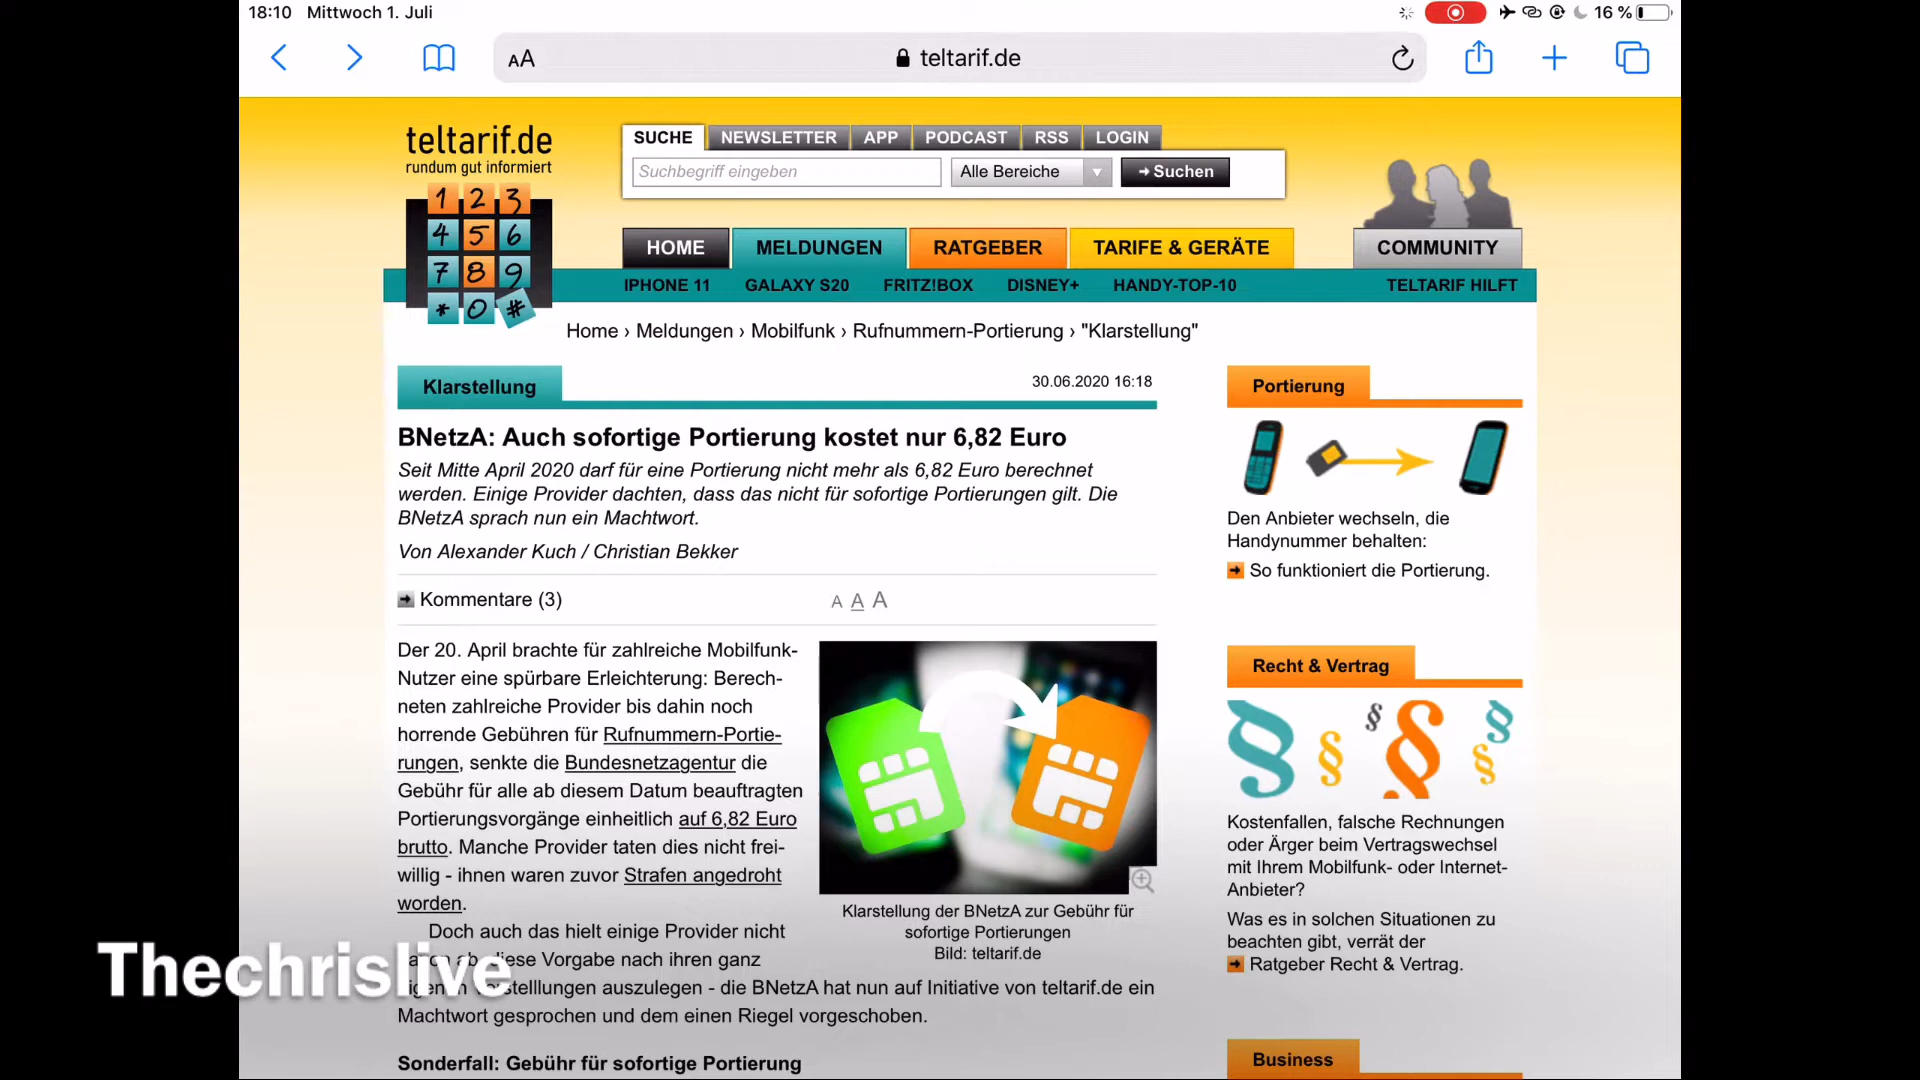 18:10 Mittwoch 1. Juli
16 %
AA
teltarif.de
teltarif.de
rundum gut informiert
1 2 3
4 5 6
7 8 9
* 0 #
SUCHE NEWSLETTER APP PODCAST RSS LOGIN
Suchbegriff eingeben Alle Bereiche Suchen
HOME MELDUNGEN RATGEBER TARIFE & GERÄTE COMMUNITY
IPHONE 11 GALAXY S20 FRITZ!BOX DISNEY+ HANDY-TOP-10 TELTARIF HILFT
Home › Meldungen › Mobilfunk › Rufnummern-Portierung › "Klarstellung"
Klarstellung
30.06.2020 16:18
BNetzA: Auch sofortige Portierung kostet nur 6,82 Euro
Seit Mitte April 2020 darf für eine Portierung nicht mehr als 6,82 Euro berechnet
werden. Einige Provider dachten, dass das nicht für sofortige Portierungen gilt. Die
BNetzA sprach nun ein Machtwort.
Von Alexander Kuch / Christian Bekker
Kommentare (3)
A A A
Der 20. April brachte für zahlreiche Mobilfunk-
Nutzer eine spürbare Erleichterung: Berech-
neten zahlreiche Provider bis dahin noch
horrende Gebühren für Rufnummern-Portie-
rungen, senkte die Bundesnetzagentur die
Gebühr für alle ab diesem Datum beauftragten
Portierungsvorgänge einheitlich auf 6,82 Euro
brutto. Manche Provider taten dies nicht frei-
willig - ihnen waren zuvor Strafen angedroht
worden.
Doch auch das hielt einige Provider nicht
diese Vorgabe nach ihren ganz
auszulegen - die BNetzA hat nun auf Initiative von teltarif.de ein
Machtwort gesprochen und dem einen Riegel vorgeschoben.
Sonderfall: Gebühr für sofortige Portierung
Klarstellung der BNetzA zur Gebühr für
sofortige Portierungen
Bild: teltarif.de
Portierung
Den Anbieter wechseln, die
Handynummer behalten:
So funktioniert die Portierung.
Recht & Vertrag
§ § § § § §
Kostenfallen, falsche Rechnungen
oder Ärger beim Vertragswechsel
mit Ihrem Mobilfunk- oder Internet-
Anbieter?
Was es in solchen Situationen zu
beachten gibt, verrät der
Ratgeber Recht & Vertrag.
Business
Thechrislive